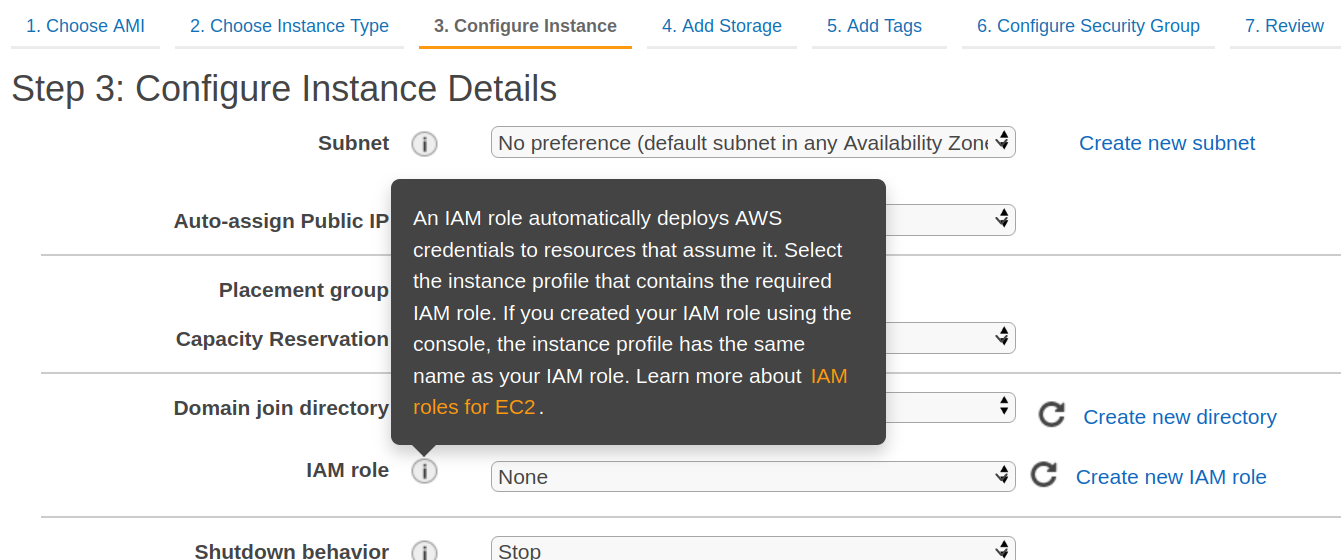 1. Choose AMI 2. Choose Instance Type 3. Configure Instance 4. Add Storage 5. Add Tags 6. Configure Security Group 7. Review
Step 3: Configure Instance Details
Subnet i No preference (default subnet in any Availability Zone Create new subnet
Auto-assign Public IP
Placement group
Capacity Reservation
Domain join directory Create new directory
An IAM role automatically deploys AWS
credentials to resources that assume it. Select
the instance profile that contains the required
IAM role. If you created your IAM role using the
console, the instance profile has the same
name as your IAM role. Learn more about IAM
roles for EC2.
IAM role i None Create new IAM role
Shutdown behavior i Stop